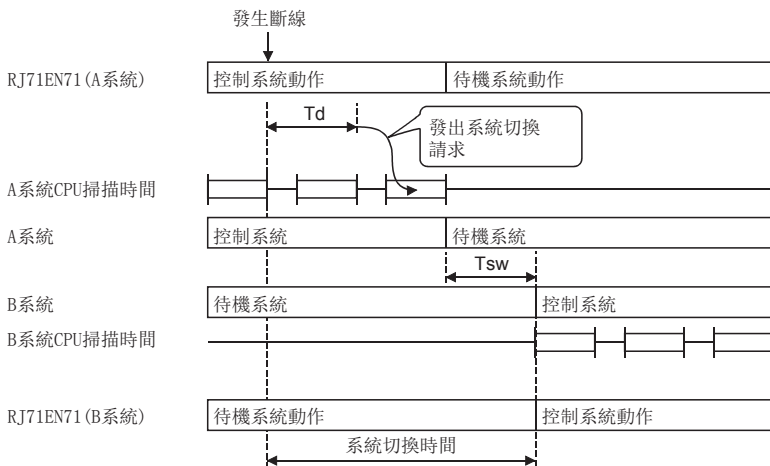 發生斷線
RJ71EN71(A系統)
控制系統動作
待機系統動作
Td
發出系統切換
請求
A系統CPU掃描時間
A系統
控制系統
待機系統
Tsw
B系統
待機系統
控制系統
B系統CPU掃描時間
RJ71EN71(B系統)
待機系統動作
控制系統動作
系統切換時間